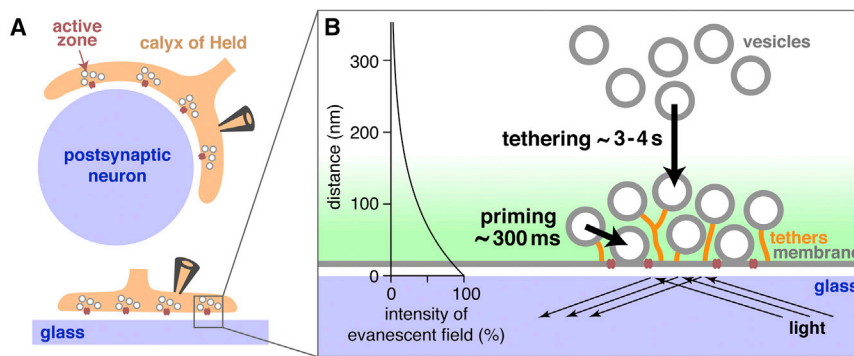 A
active
zone
calyx of Held
postsynaptic
neuron
glass
B
distance (nm)
300
200
100
0
0
100
intensity of
evanescent field (%)
vesicles
tethering ~ 3-4 s
priming
~ 300 ms
tethers
membrane
glass
light